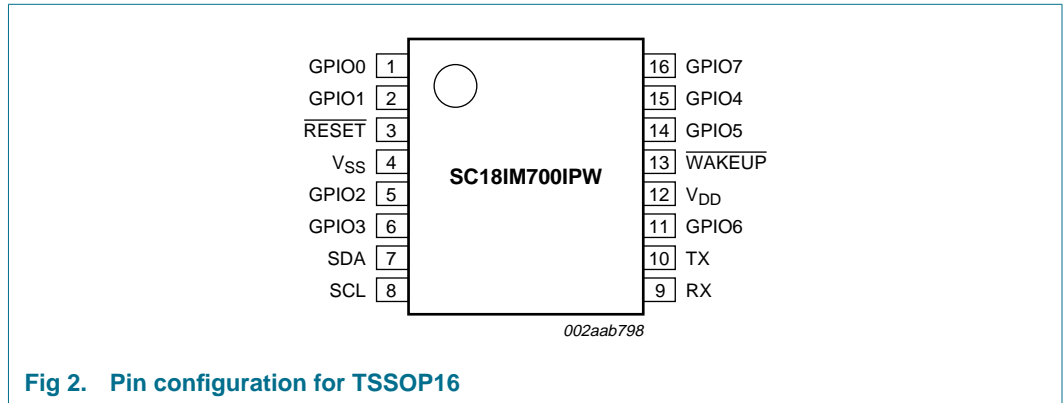 GPIO0 1 16 GPIO7
GPIO1 2 15 GPIO4
RESET 3 14 GPIO5
VSS 4 13 WAKEUP
SC18IM700IPW
GPIO2 5 12 VDD
GPIO3 6 11 GPIO6
SDA 7 10 TX
SCL 8 9 RX
002aab798
Fig 2. Pin configuration for TSSOP16